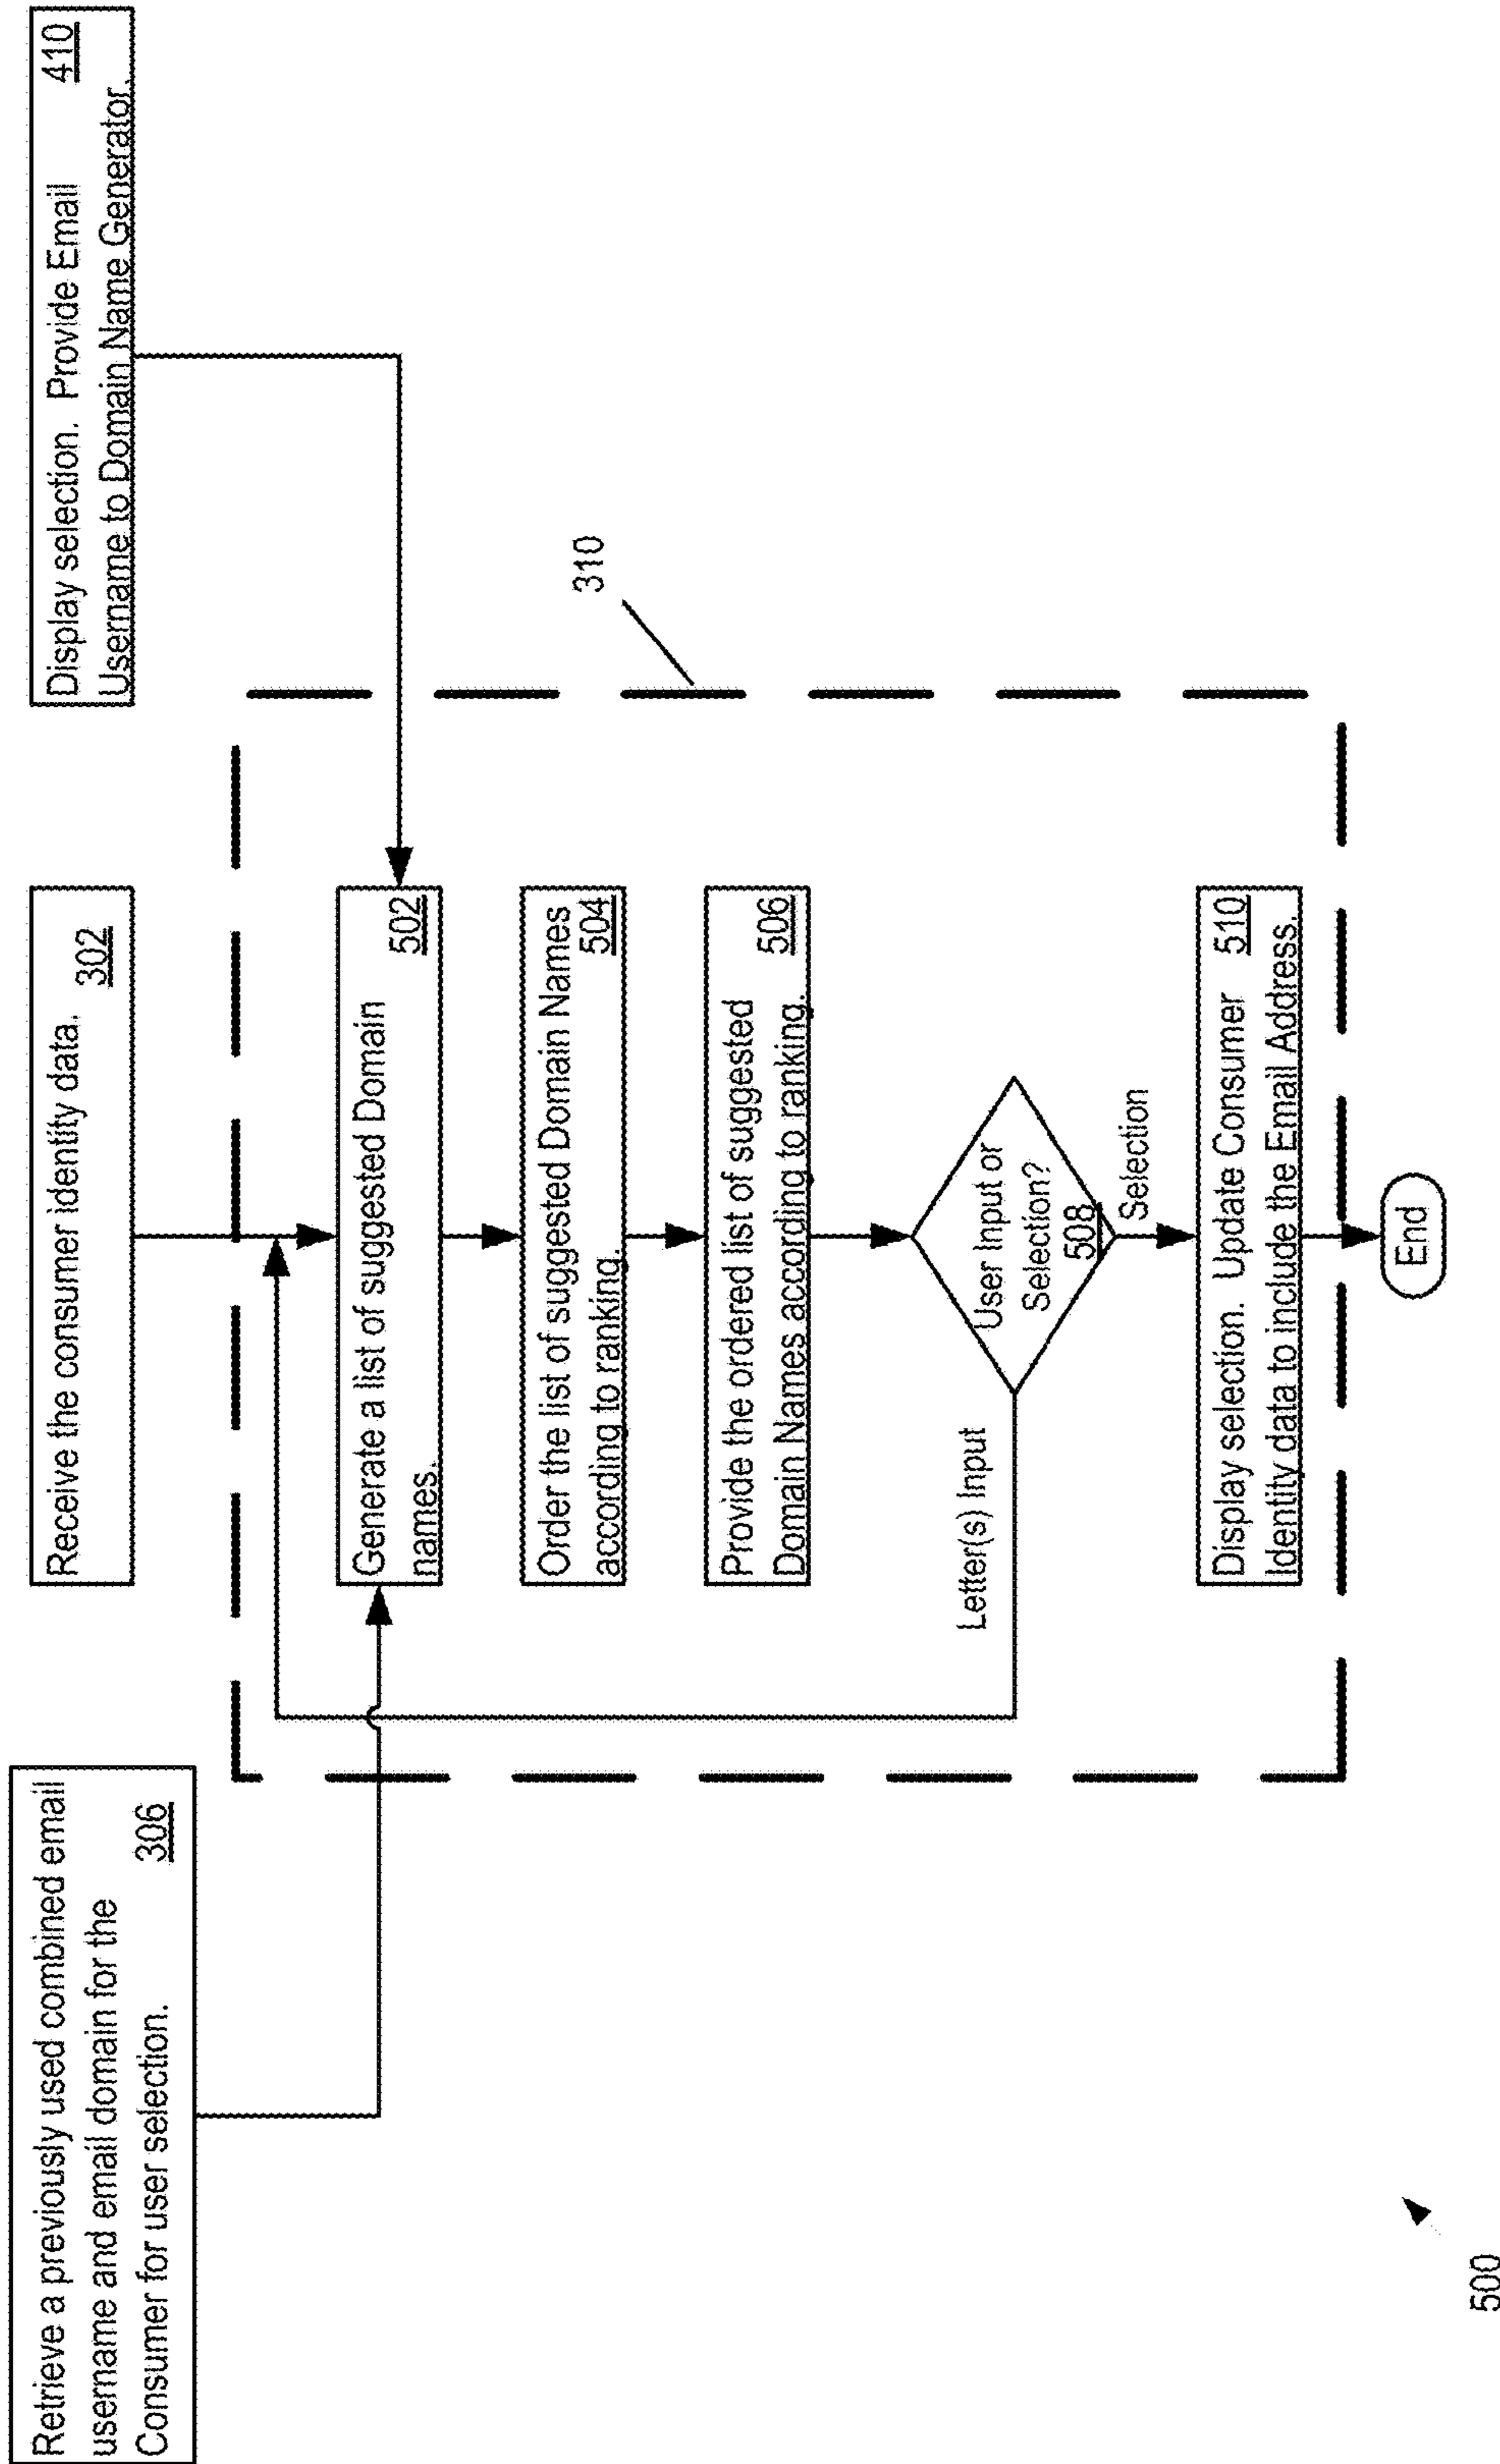 Retrieve a previously used combined email
username and email domain for the
Consumer for user selection.
306
Receive the consumer identity data.
302
Display selection. Provide Email
410
Username to Domain Name Generator.
310
Generate a list of suggested Domain
names.
502
Order the list of suggested Domain Names
according to ranking.
504
Provide the ordered list of suggested
506
Domain Names according to ranking.
User Input or
Selection?
508
Letter(s) Input
Selection
Display selection. Update Consumer
510
Identity data to include the Email Address.
End
500